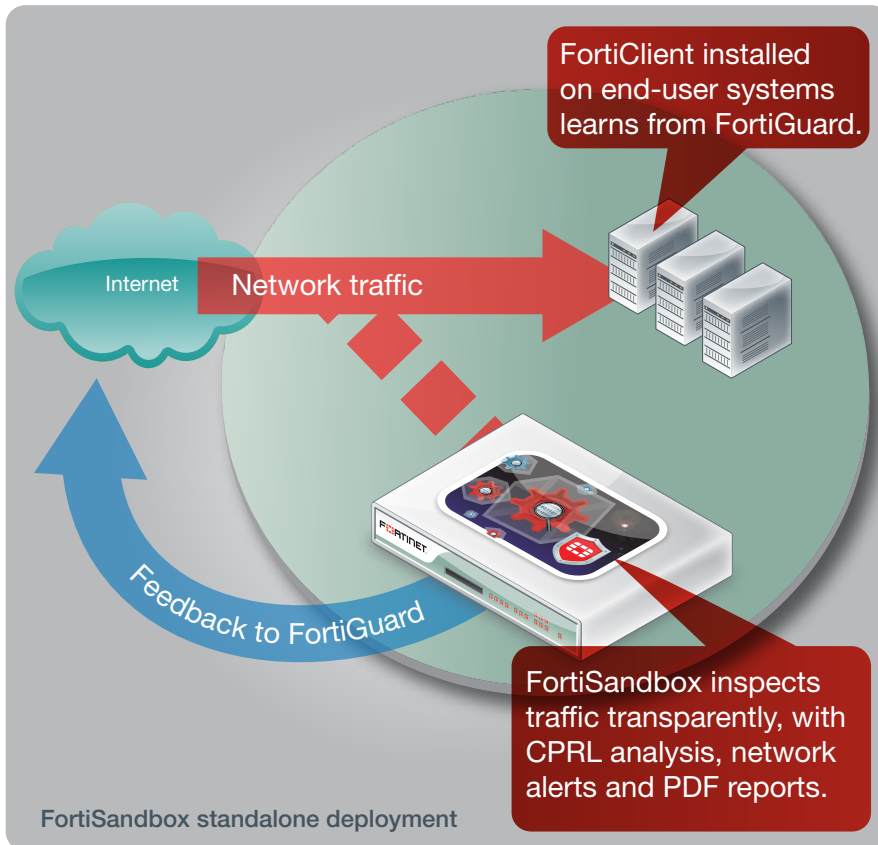 FortiClient installed
on end-user systems
learns from FortiGuard.
Internet
Network traffic
FORTINET
Feedback to FortiGuard
FortiSandbox inspects
traffic transparently, with
CPRL analysis, network
alerts and PDF reports.
FortiSandbox standalone deployment